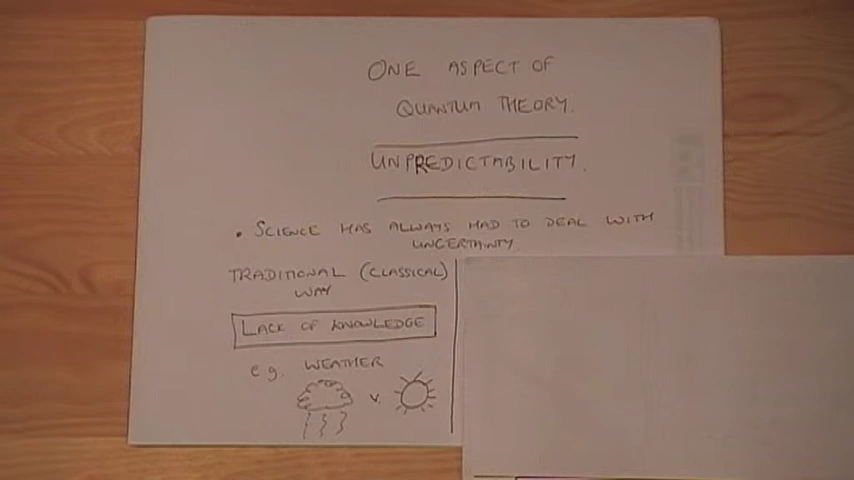 ONE ASPECT OF
QUANTUM THEORY.
UNPREDICTABILITY.
• SCIENCE HAS ALWAYS HAD TO DEAL WITH
UNCERTAINTY
TRADITIONAL (CLASSICAL)
WAY
LACK OF KNOWLEDGE
e.g. WEATHER
v.